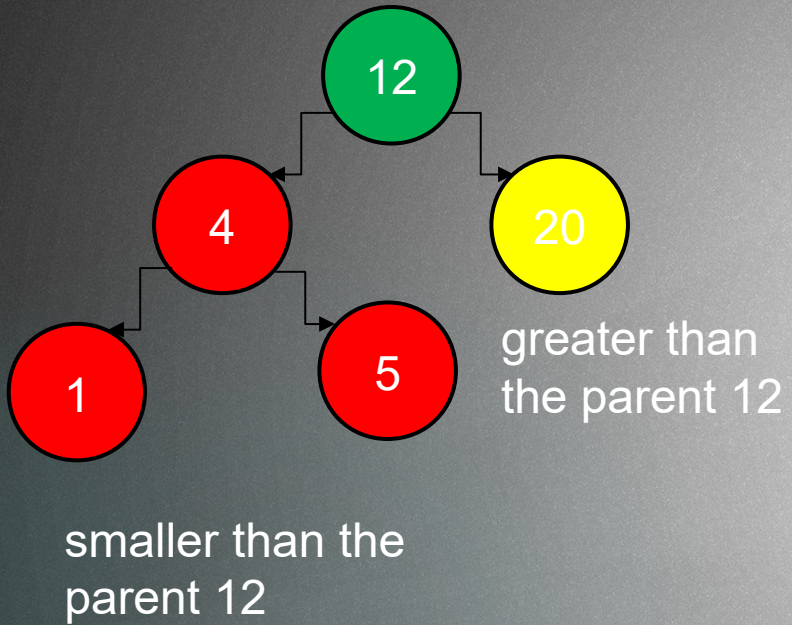 12
4
20
1
5
greater than
the parent 12
smaller than the
parent 12